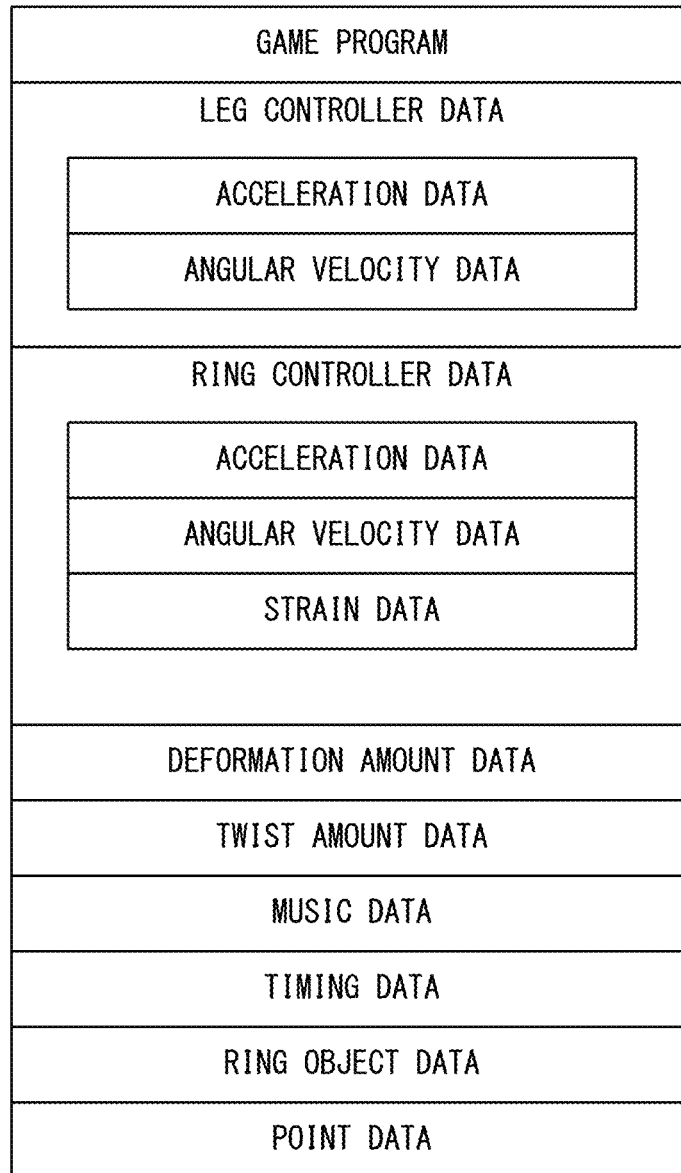 GAME PROGRAM
LEG CONTROLLER DATA
ACCELERATION DATA
ANGULAR VELOCITY DATA
RING CONTROLLER DATA
ACCELERATION DATA
ANGULAR VELOCITY DATA
STRAIN DATA
DEFORMATION AMOUNT DATA
TWIST AMOUNT DATA
MUSIC DATA
TIMING DATA
RING OBJECT DATA
POINT DATA